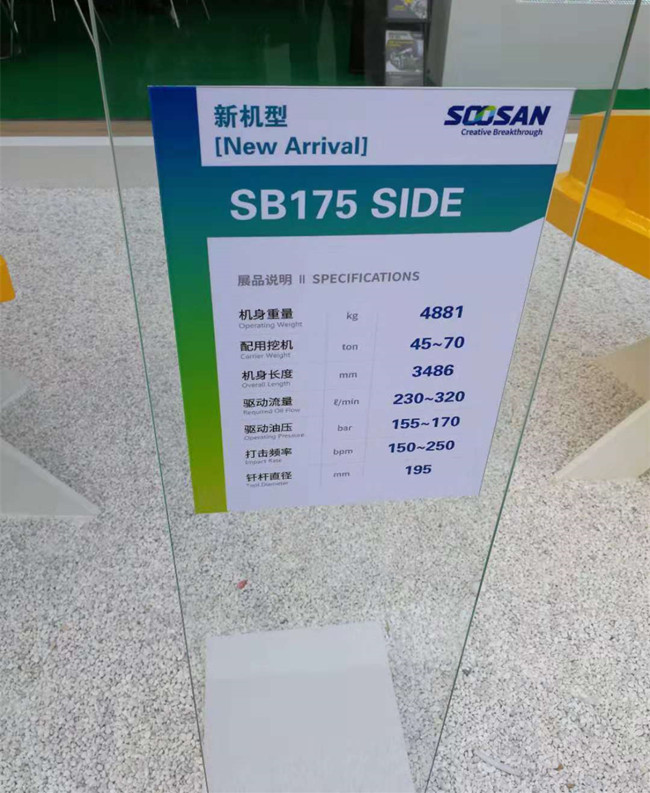 新机型
[New Arrival]
SOOSAN
Creative Breakthrough
SB175 SIDE
展品说明 II SPECIFICATIONS
机身重量 kg 4881
Operating Weight
配用挖机 ton 45~70
Carrier Weight
机身长度 mm 3486
Overall Length
驱动流量 ℓ/min 230~320
Required Oil Flow
驱动油压 bar 155~170
Operating Pressure
打击频率 bpm 150~250
Impact Rate
钎杆直径 mm 195
Tool Diameter